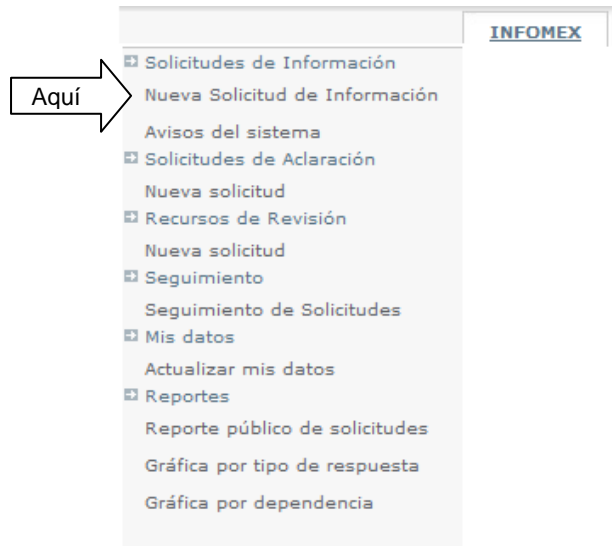 INFOMEX
Solicitudes de Información
Aquí
Nueva Solicitud de Información
Avisos del sistema
Solicitudes de Aclaración
Nueva solicitud
Recursos de Revisión
Nueva solicitud
Seguimiento
Seguimiento de Solicitudes
Mis datos
Actualizar mis datos
Reportes
Reporte público de solicitudes
Gráfica por tipo de respuesta
Gráfica por dependencia